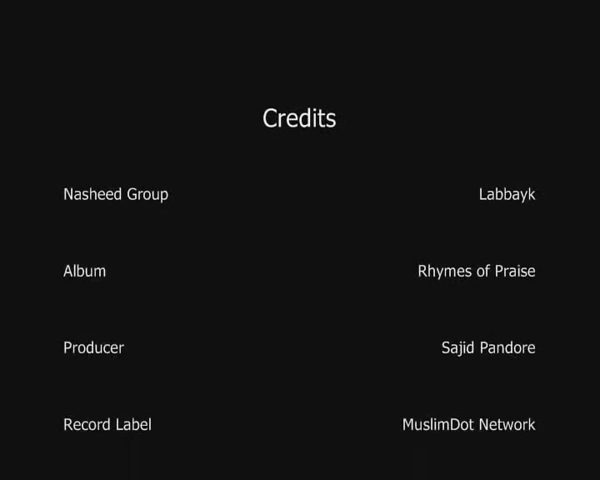 Credits
Nasheed Group Labbayk
Album Rhymes of Praise
Producer Sajid Pandore
Record Label MuslimDot Network